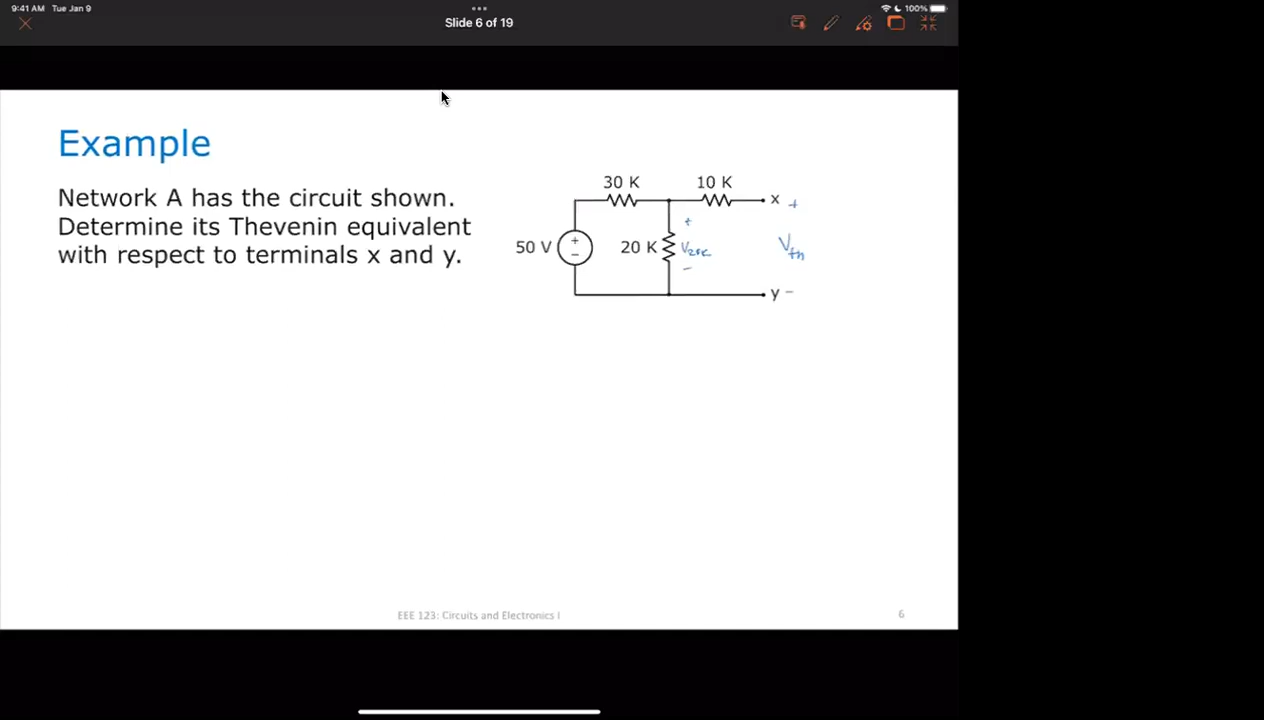 9:41 AM Tue Jan 9
100%
Slide 6 of 19
Example
Network A has the circuit shown.
Determine its Thevenin equivalent
with respect to terminals x and y.
30 K
10 K
x +
+
50 V
+
−
20 K
V20K
Vth
−
y −
EEE 123: Circuits and Electronics I
6